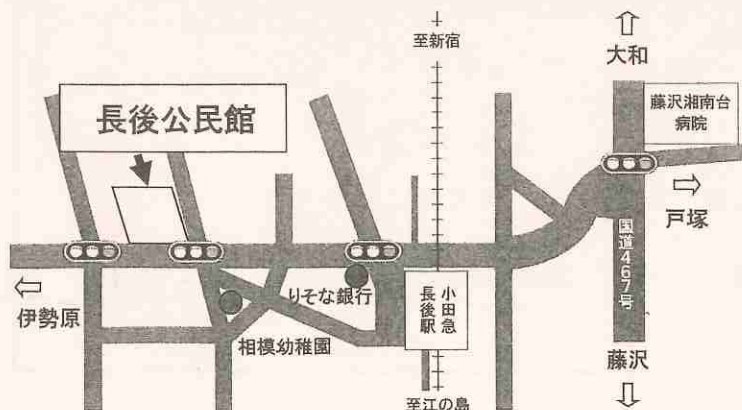 至新宿
大和
藤沢湘南台
病院
長後公民館
戸塚
国道467号
りそな銀行
伊勢原
小田急
長後駅
相模幼稚園
藤沢
至江の島